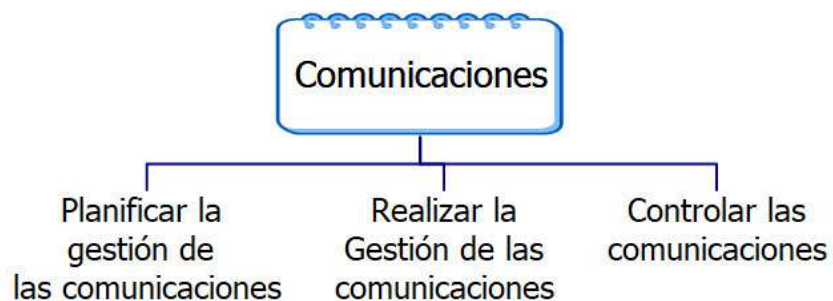 Comunicaciones
Planificar la
gestión de
las comunicaciones
Realizar la
Gestión de las
comunicaciones
Controlar las
comunicaciones